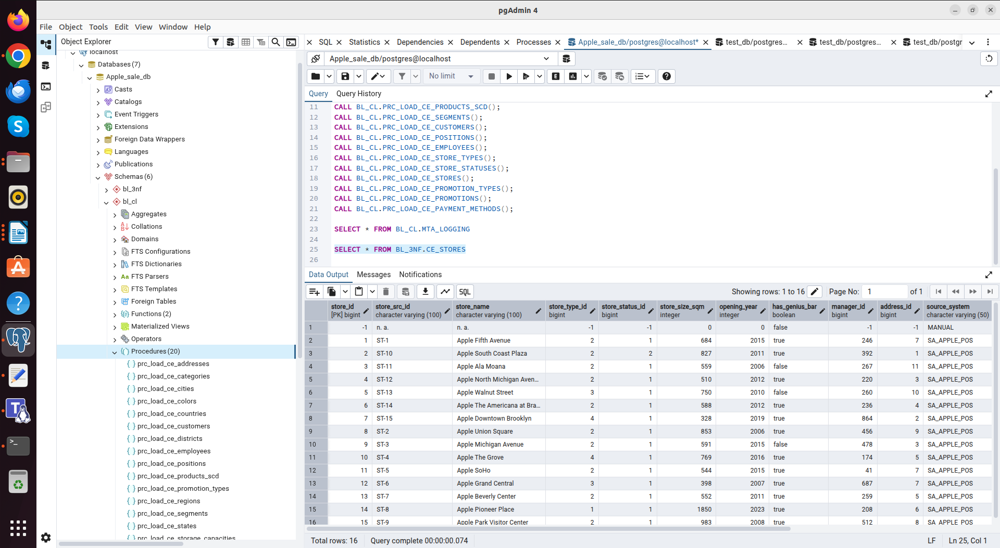 pgAdmin 4
File Object Tools Edit View Window Help
Object Explorer
localhost
Databases (7)
Apple_sale_db
Casts
Catalogs
Event Triggers
Extensions
Foreign Data Wrappers
Languages
Publications
Schemas (6)
bl_3nf
bl_cl
Aggregates
Collations
Domains
FTS Configurations
FTS Dictionaries
Aa FTS Parsers
FTS Templates
Foreign Tables
Functions (2)
Materialized Views
Operators
Procedures (20)
prc_load_ce_addresses
prc_load_ce_categories
prc_load_ce_cities
prc_load_ce_colors
prc_load_ce_countries
prc_load_ce_customers
prc_load_ce_districts
prc_load_ce_employees
prc_load_ce_positions
prc_load_ce_products_scd
prc_load_ce_promotion_types
prc_load_ce_regions
prc_load_ce_segments
prc_load_ce_states
prc_load_ce_storage_capacities
SQL Statistics Dependencies Dependents Processes Apple_sale_db/postgres@localhost* test_db/postgres... test_db/postgres... test_db/postgr
Apple_sale_db/postgres@localhost
No limit
Query Query History
11 CALL BL_CL.PRC_LOAD_CE_PRODUCTS_SCD();
12 CALL BL_CL.PRC_LOAD_CE_SEGMENTS();
13 CALL BL_CL.PRC_LOAD_CE_CUSTOMERS();
14 CALL BL_CL.PRC_LOAD_CE_POSITIONS();
15 CALL BL_CL.PRC_LOAD_CE_EMPLOYEES();
16 CALL BL_CL.PRC_LOAD_CE_STORE_TYPES();
17 CALL BL_CL.PRC_LOAD_CE_STORE_STATUSES();
18 CALL BL_CL.PRC_LOAD_CE_STORES();
19 CALL BL_CL.PRC_LOAD_CE_PROMOTION_TYPES();
20 CALL BL_CL.PRC_LOAD_CE_PROMOTIONS();
21 CALL BL_CL.PRC_LOAD_CE_PAYMENT_METHODS();
22
23 SELECT * FROM BL_CL.MTA_LOGGING
24
25 SELECT * FROM BL_3NF.CE_STORES
26
Data Output Messages Notifications
SQL Showing rows: 1 to 16 Page No: 1 of 1
store_id store_src_id store_name store_type_id store_status_id store_size_sqm opening_year has_genius_bar manager_id address_id source_system
[PK] bigint character varying (100) character varying (100) bigint bigint integer integer boolean bigint bigint character varying (50)
1 -1 n. a. n. a. -1 -1 0 0 false -1 -1 MANUAL
2 1 ST-1 Apple Fifth Avenue 2 1 684 2015 true 246 7 SA_APPLE_POS
3 2 ST-10 Apple South Coast Plaza 2 2 827 2011 true 392 1 SA_APPLE_POS
4 3 ST-11 Apple Ala Moana 2 1 559 2006 false 267 11 SA_APPLE_POS
5 4 ST-12 Apple North Michigan Aven... 2 1 510 2012 true 220 3 SA_APPLE_POS
6 5 ST-13 Apple Walnut Street 3 1 750 2010 false 260 10 SA_APPLE_POS
7 6 ST-14 Apple The Americana at Bra... 2 1 588 2012 true 236 4 SA_APPLE_POS
8 7 ST-15 Apple Downtown Brooklyn 4 1 328 2019 true 864 2 SA_APPLE_POS
9 8 ST-2 Apple Union Square 2 1 853 2006 true 456 9 SA_APPLE_POS
10 9 ST-3 Apple Michigan Avenue 2 1 591 2015 false 478 3 SA_APPLE_POS
11 10 ST-4 Apple The Grove 4 1 769 2016 true 174 5 SA_APPLE_POS
12 11 ST-5 Apple SoHo 2 1 544 2015 true 41 7 SA_APPLE_POS
13 12 ST-6 Apple Grand Central 3 1 398 2007 true 687 7 SA_APPLE_POS
14 13 ST-7 Apple Beverly Center 2 1 552 2011 true 259 5 SA_APPLE_POS
15 14 ST-8 Apple Pioneer Place 1 1 1850 2023 true 208 6 SA_APPLE_POS
16 15 ST-9 Apple Park Visitor Center 2 1 983 2008 true 512 8 SA_APPLE_POS
Total rows: 16 Query complete 00:00:00.074 LF Ln 25, Col 1